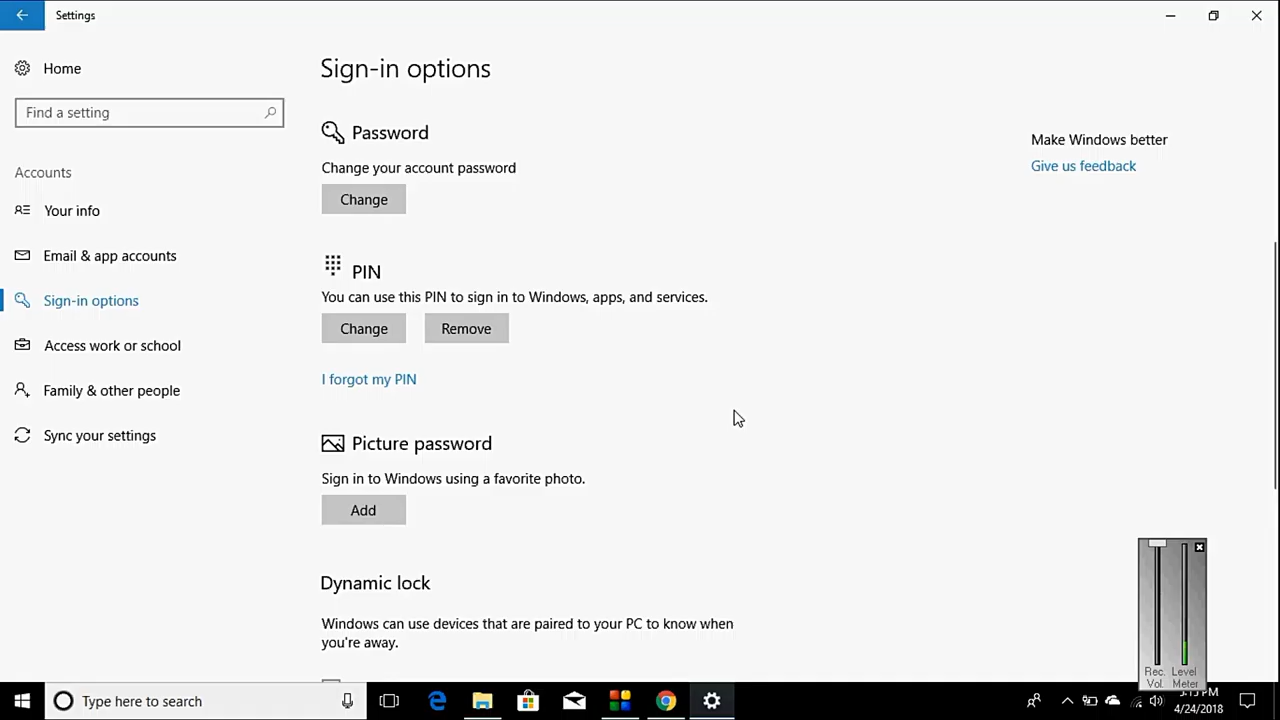 Settings
Home
Find a setting
Accounts
Your info
Email & app accounts
Sign-in options
Access work or school
Family & other people
Sync your settings
Sign-in options
Password
Change your account password
Change
PIN
You can use this PIN to sign in to Windows, apps, and services.
Change Remove
I forgot my PIN
Picture password
Sign in to Windows using a favorite photo.
Add
Dynamic lock
Windows can use devices that are paired to your PC to know when
you're away.
Make Windows better
Give us feedback
Rec. Level
Vol. Meter
Type here to search
4/24/2018